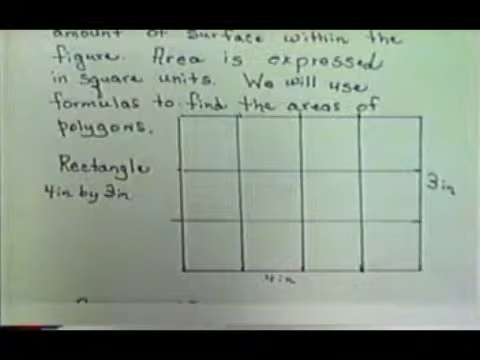 amount of surface within the
figure. Area is expressed
in square units. We will use
formulas to find the areas of
polygons.
Rectangle
4in by 3in
3in
4in